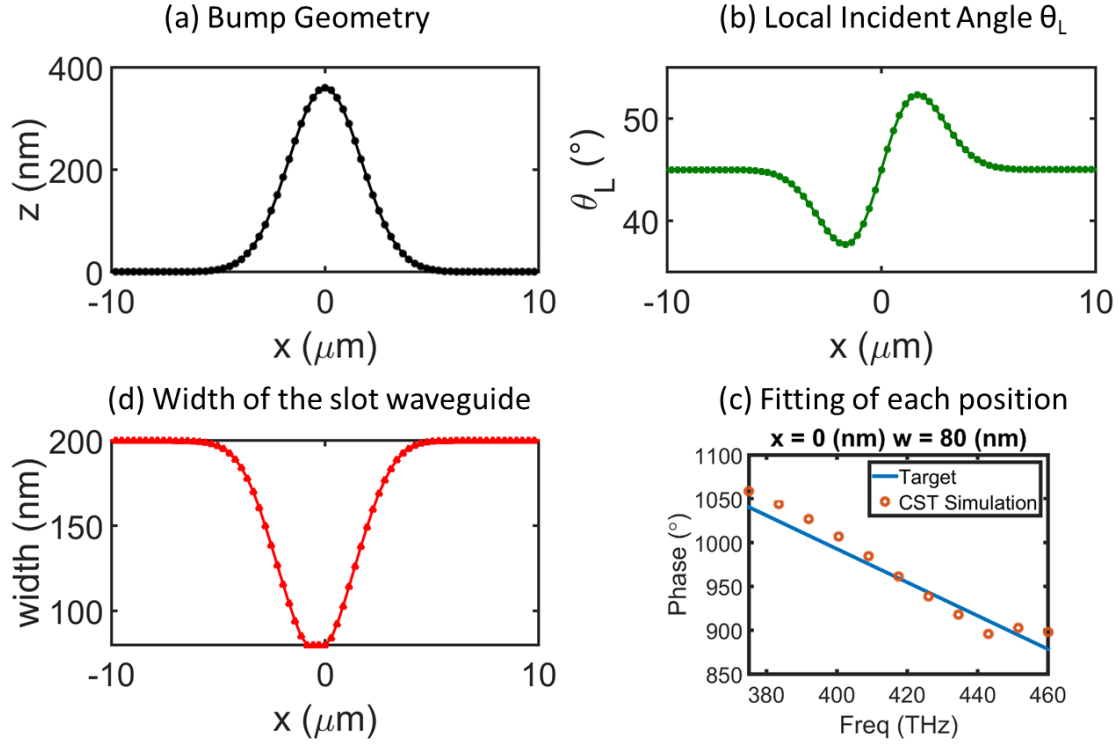 (a) Bump Geometry
400
200
0
z (nm)
-10
0
10
x (μm)
(b) Local Incident Angle θL
50
40
θL (°)
-10
0
10
x (μm)
(d) Width of the slot waveguide
200
150
100
width (nm)
-10
0
10
x (μm)
(c) Fitting of each position
x = 0 (nm) w = 80 (nm)
1100
1050
1000
950
900
850
Phase (°)
Target
CST Simulation
380
400
420
440
460
Freq (THz)